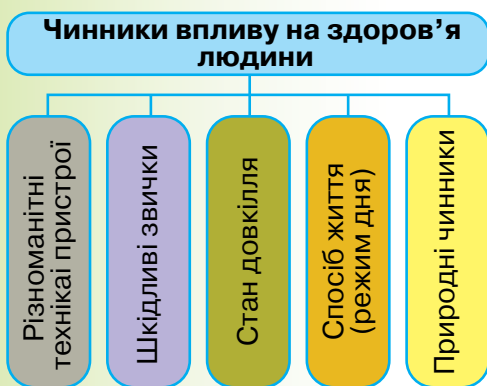 Чинники впливу на здоров’я
людини
Різноманітні
технікаі пристрої
Шкідливі звички
Стан довкілля
Спосіб життя
(режим дня)
Природні чинники